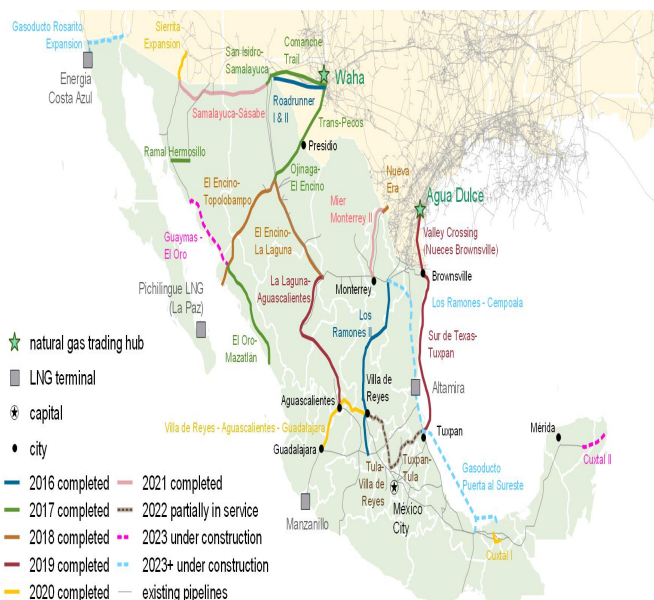 Gasoducto Rosarito
Expansion
Sierrita
Expansion
San Isidro-
Samalayuca
Comanche
Trail
Waha
Energia
Costa Azul
Samalayuca-Sásabe
Roadrunner
I & II
Trans-Pecos
Presidio
Ramal Hermosillo
Ojinaga-
El Encino
El Encino-
Topolobampo
Mier
Monterrey II
Nueva
Era
Agua Dulce
Valley Crossing
(Nueces Brownsville)
Guaymas -
El Oro
El Encino-
La Laguna
Pichilingue LNG
(La Paz)
La Laguna-
Aguascalientes
Monterrey
Brownsville
Los Ramones - Cempoala
Los
Ramones II
El Oro-
Mazatlán
Sur de Texas-
Tuxpan
natural gas trading hub
LNG terminal
capital
city
Villa de
Reyes
Altamira
Aguascalientes
Villa de Reyes - Aguascalientes - Guadalajara
Guadalajara
Tuxpan
Mérida
Cuxtal II
Tula-
Villa de
Reyes
Tuxpan-
Tula
Gasoducto
Puerta al Sureste
México
City
Manzanillo
Cuxtal I
2016 completed
2017 completed
2018 completed
2019 completed
2020 completed
2021 completed
2022 partially in service
2023 under construction
2023+ under construction
existing pipelines